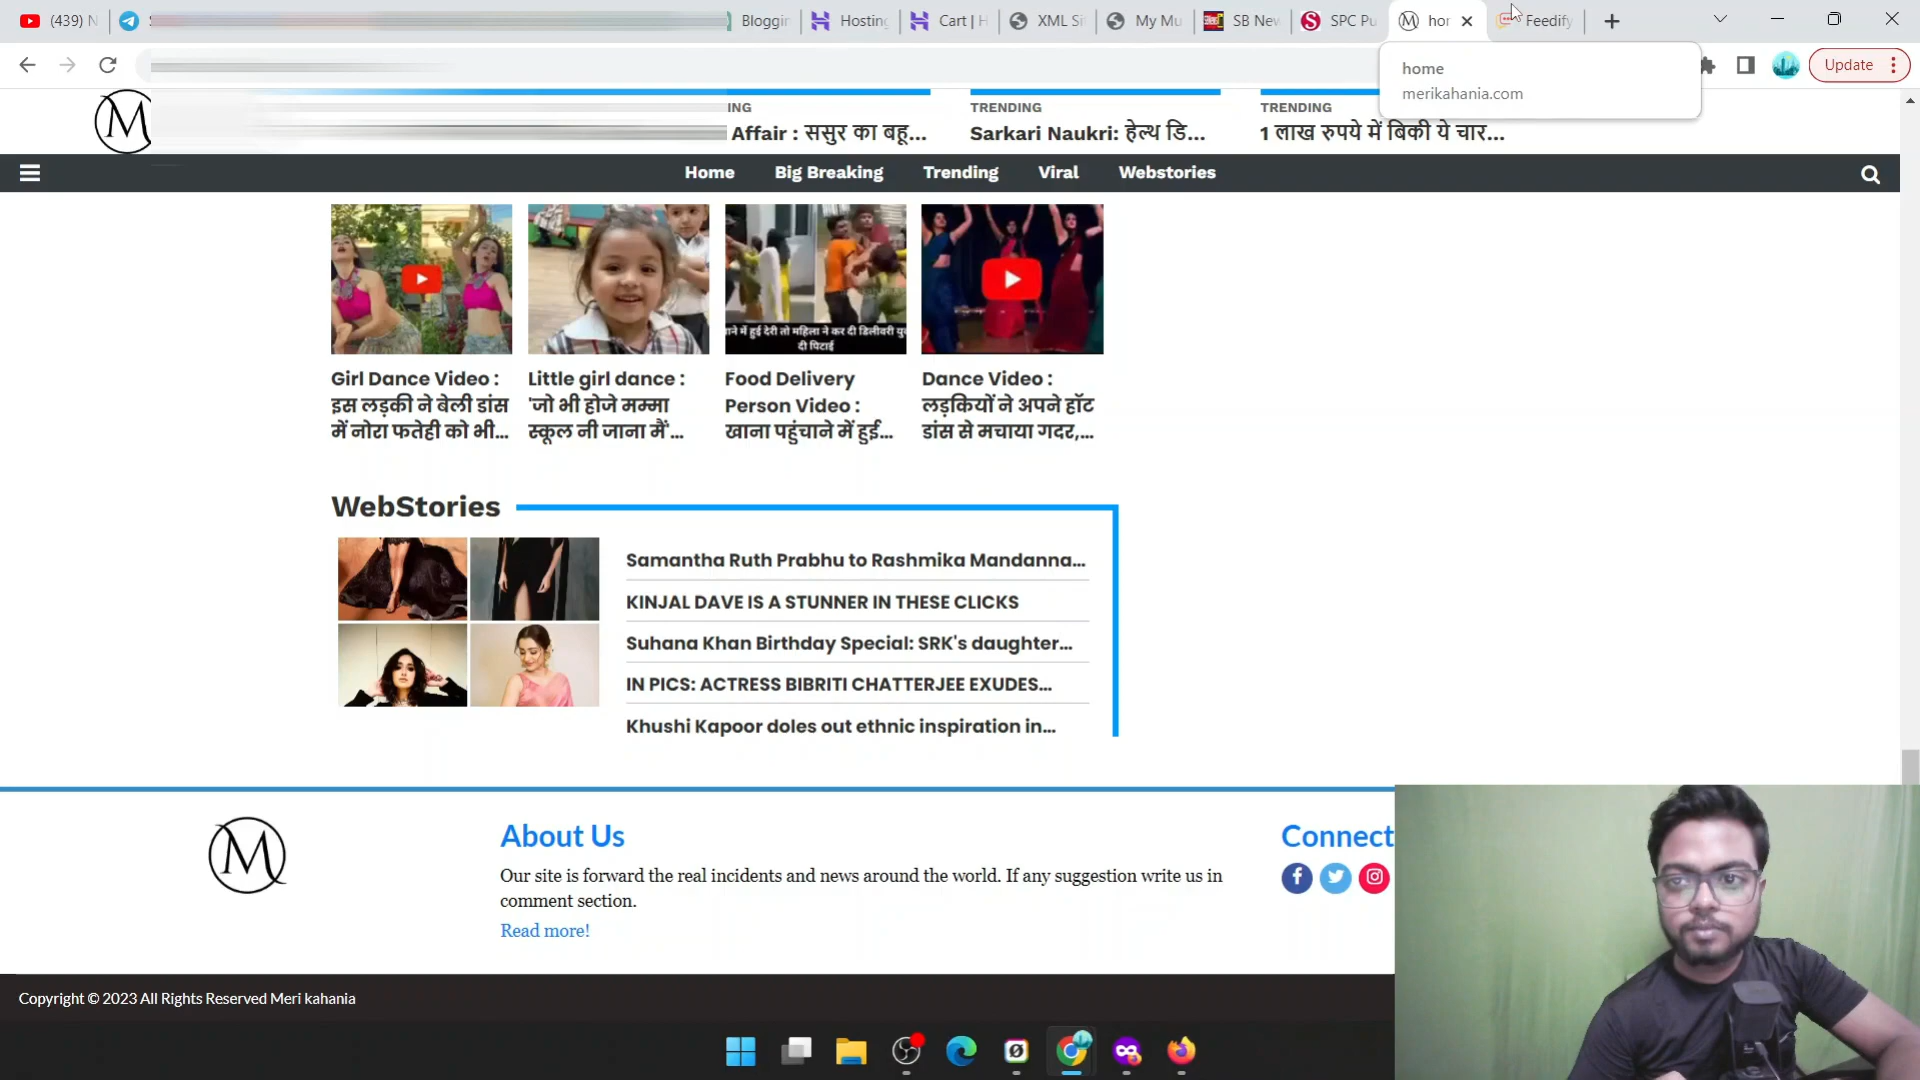 (439) N
Bloggin
Hosting
Cart | H
XML Si
My Mu
SB New
SPC Pu
hor
Feedify
Update
home
merikahania.com
M
ING
Affair : ससुर का बहू...
TRENDING
Sarkari Naukri: हेल्थ डि...
TRENDING
1 लाख रुपये में बिकी ये चार...
Home
Big Breaking
Trending
Viral
Webstories
ाने में हुई देरी तो महिला ने कर दी डिलीवरी यु
दी पिटाई
Girl Dance Video :
इस लड़की ने बेली डांस
में नोरा फतेही को भी...
Little girl dance :
'जो भी होजे मम्मा
स्कूल नी जाना मैं'...
Food Delivery
Person Video :
खाना पहुंचाने में हुई...
Dance Video :
लड़कियों ने अपने हॉट
डांस से मचाया गदर,...
WebStories
Samantha Ruth Prabhu to Rashmika Mandanna...
KINJAL DAVE IS A STUNNER IN THESE CLICKS
Suhana Khan Birthday Special: SRK's daughter...
IN PICS: ACTRESS BIBRITI CHATTERJEE EXUDES...
Khushi Kapoor doles out ethnic inspiration in...
M
About Us
Our site is forward the real incidents and news around the world. If any suggestion write us in
comment section.
Read more!
Connect
Copyright © 2023 All Rights Reserved Meri kahania